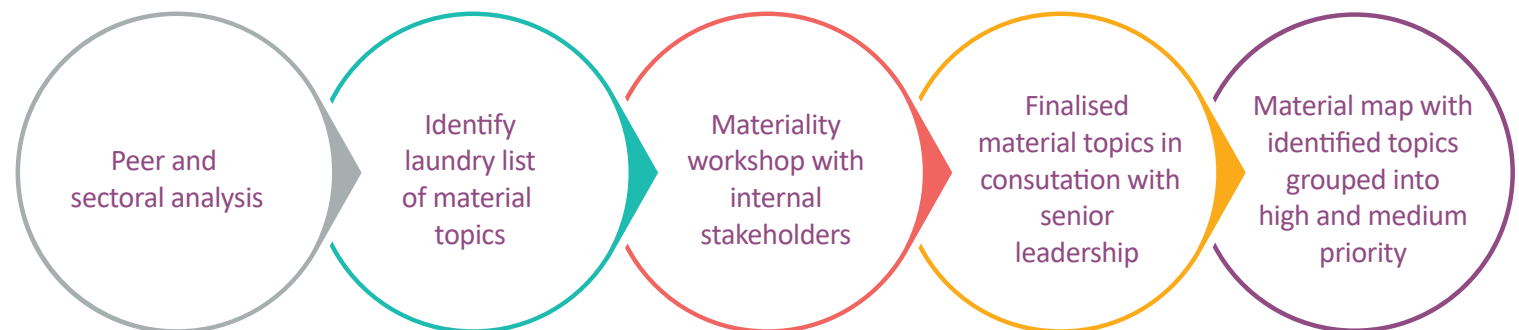 Peer and
sectoral analysis
Identify
laundry list
of material
topics
Materiality
workshop with
internal
stakeholders
Finalised
material topics in
consutation with
senior
leadership
Material map with
identified topics
grouped into
high and medium
priority